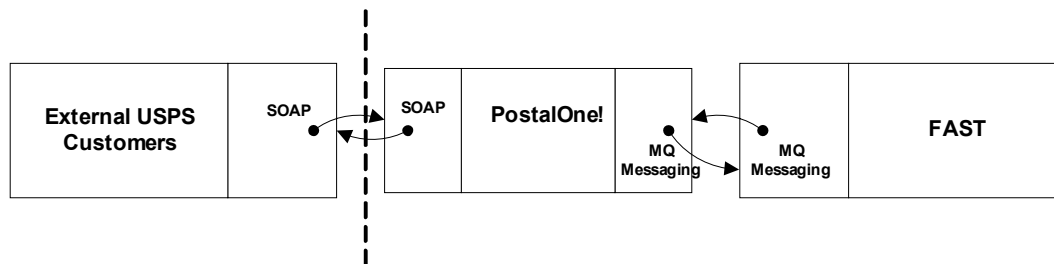 External USPS
Customers
SOAP
SOAP
PostalOne!
MQ
Messaging
MQ
Messaging
FAST